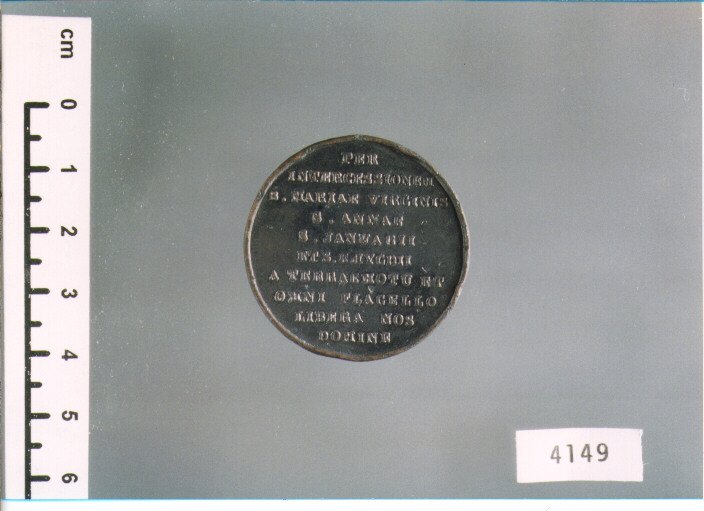 cm
0
1
2
3
4
5
6
PER
INTERCESSIONEM
S. MARIAE VIRGINIS
S. ANNAE
S. JANUARII
ET S.
A TERRAEMOTU ET
OMNI FLAGELLO
LIBERA NOS
DOMINE
4149